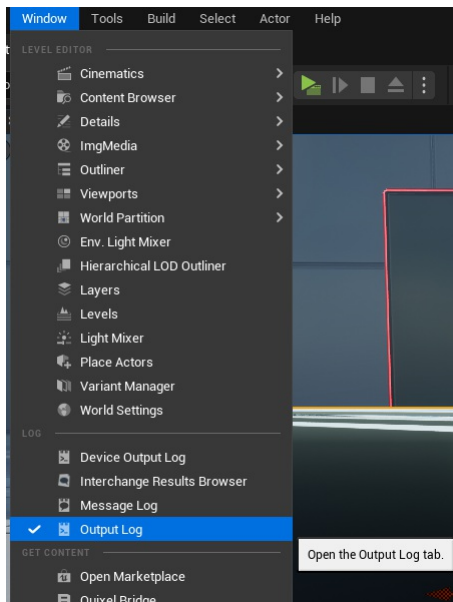 Window Tools Build Select Actor Help
LEVEL EDITOR
Cinematics
Content Browser
Details
ImgMedia
Outliner
Viewports
World Partition
Env. Light Mixer
Hierarchical LOD Outliner
Layers
Levels
Light Mixer
Place Actors
Variant Manager
World Settings
LOG
Device Output Log
Interchange Results Browser
Message Log
Output Log
Open the Output Log tab.
GET CONTENT
Open Marketplace
Quixel Bridge